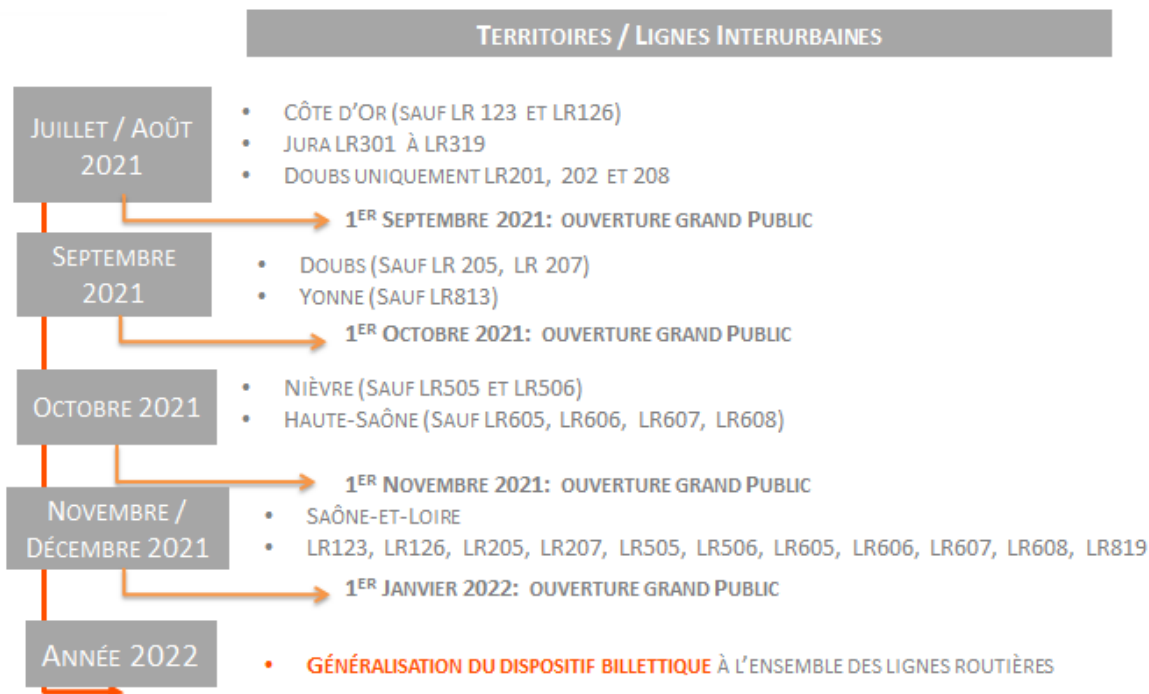 TERRITOIRES / LIGNES INTERURBAINES
JUILLET / AOÛT
2021
• CÔTE D'OR (SAUF LR 123 ET LR126)
• JURA LR301 À LR319
• DOUBS UNIQUEMENT LR201, 202 ET 208
1ER SEPTEMBRE 2021: OUVERTURE GRAND PUBLIC
SEPTEMBRE
2021
• DOUBS (SAUF LR 205, LR 207)
• YONNE (SAUF LR813)
1ER OCTOBRE 2021: OUVERTURE GRAND PUBLIC
OCTOBRE 2021
• NIÈVRE (SAUF LR505 ET LR506)
• HAUTE-SAÔNE (SAUF LR605, LR606, LR607, LR608)
1ER NOVEMBRE 2021: OUVERTURE GRAND PUBLIC
NOVEMBRE /
DÉCEMBRE 2021
• SAÔNE-ET-LOIRE
• LR123, LR126, LR205, LR207, LR505, LR506, LR605, LR606, LR607, LR608, LR819
1ER JANVIER 2022: OUVERTURE GRAND PUBLIC
ANNÉE 2022
• GÉNÉRALISATION DU DISPOSITIF BILLETTIQUE À L'ENSEMBLE DES LIGNES ROUTIÈRES